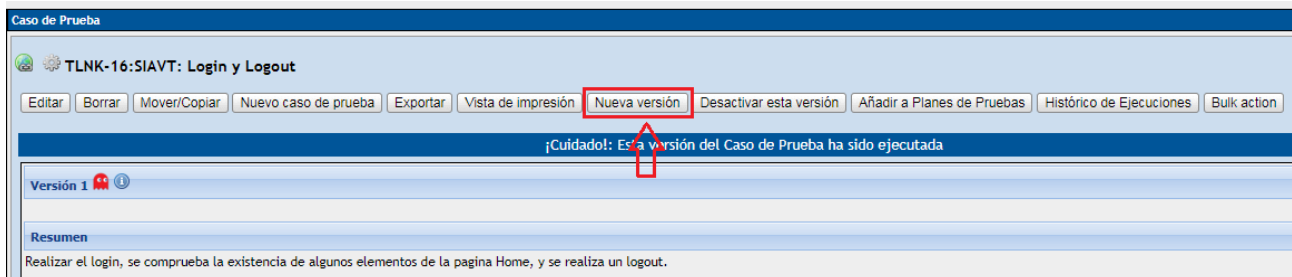 Caso de Prueba
TLNK-16:SIAVT: Login y Logout
Editar Borrar Mover/Copiar Nuevo caso de prueba Exportar Vista de impresión Nueva versión Desactivar esta versión Añadir a Planes de Pruebas Histórico de Ejecuciones Bulk action
¡Cuidado!: Esta versión del Caso de Prueba ha sido ejecutada
Versión 1
Resumen
Realizar el login, se comprueba la existencia de algunos elementos de la pagina Home, y se realiza un logout.